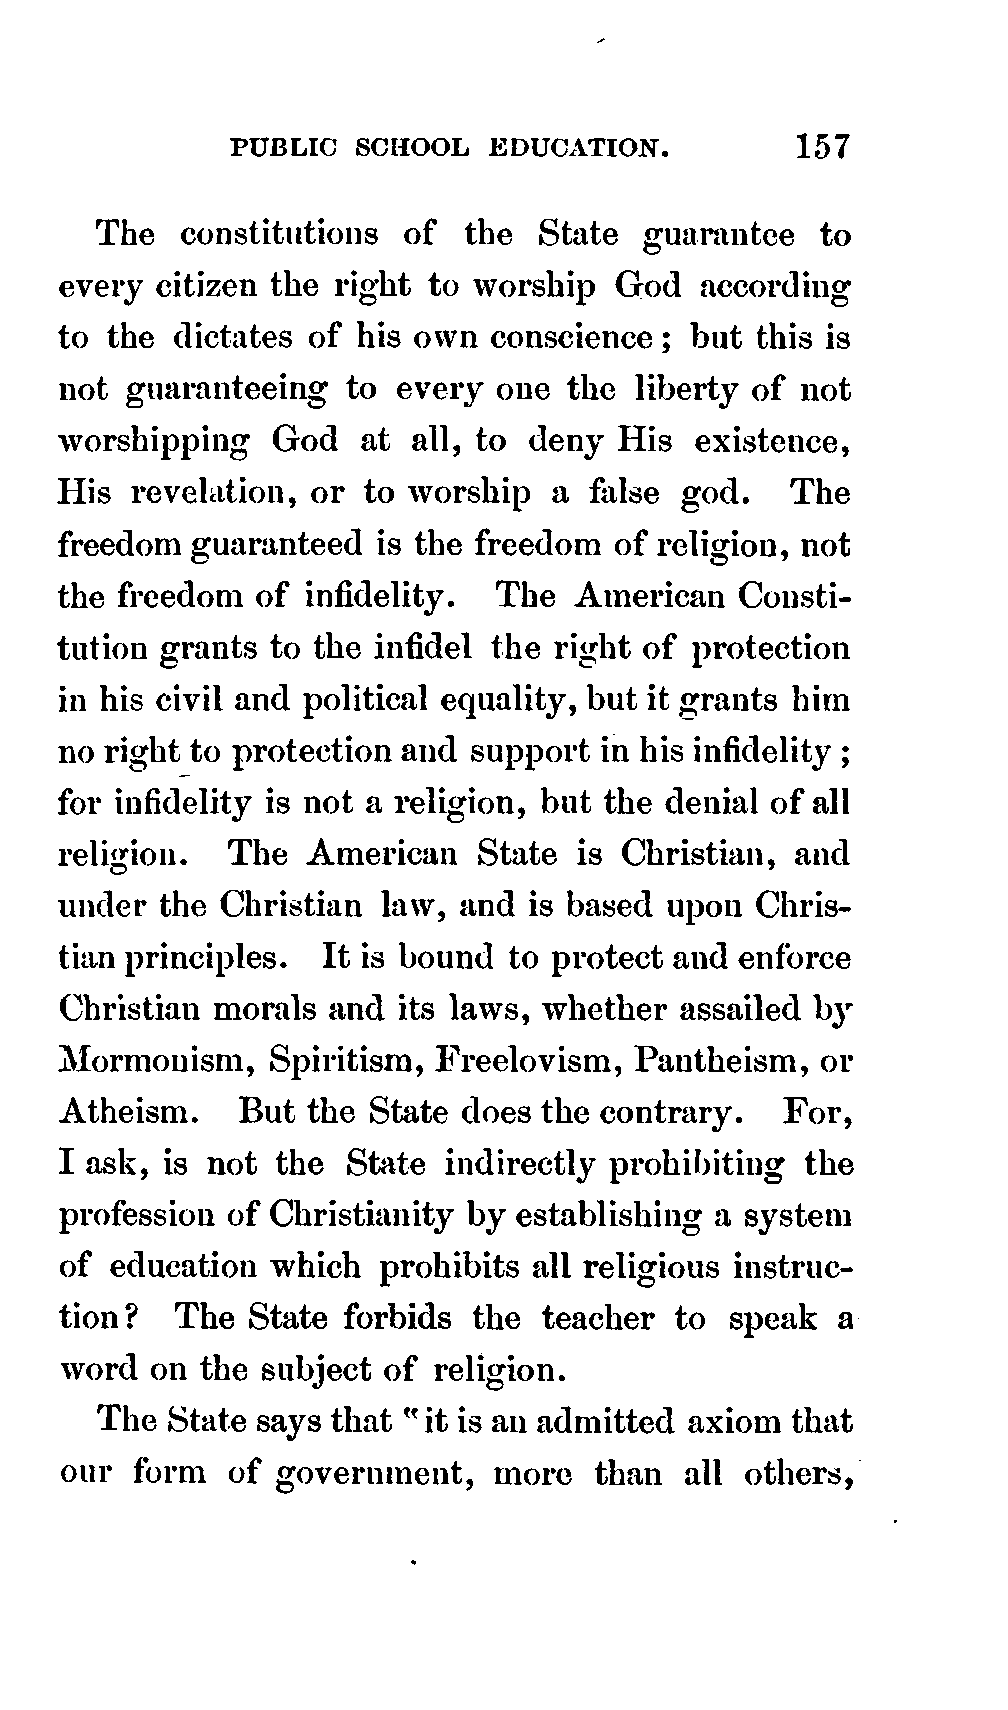 PUBLIC SCHOOL EDUCATION. 157
The constitutions of the State guarantee to
every citizen the right to worship God according
to the dictates of his own conscience; but this is
not guaranteeing to every one the liberty of not
worshipping God at all, to deny His existence,
His revelation, or to worship a false god. The
freedom guaranteed is the freedom of religion, not
the freedom of infidelity. The American Consti-
tution grants to the infidel the right of protection
in his civil and political equality, but it grants him
no right to protection and support in his infidelity;
for infidelity is not a religion, but the denial of all
religion. The American State is Christian, and
under the Christian law, and is based upon Chris-
tian principles. It is bound to protect and enforce
Christian morals and its laws, whether assailed by
Mormonism, Spiritism, Freelovism, Pantheism, or
Atheism. But the State does the contrary. For,
I ask, is not the State indirectly prohibiting the
profession of Christianity by establishing a system
of education which prohibits all religious instruc-
tion? The State forbids the teacher to speak a
word on the subject of religion.
The State says that "it is an admitted axiom that
our form of government, more than all others,